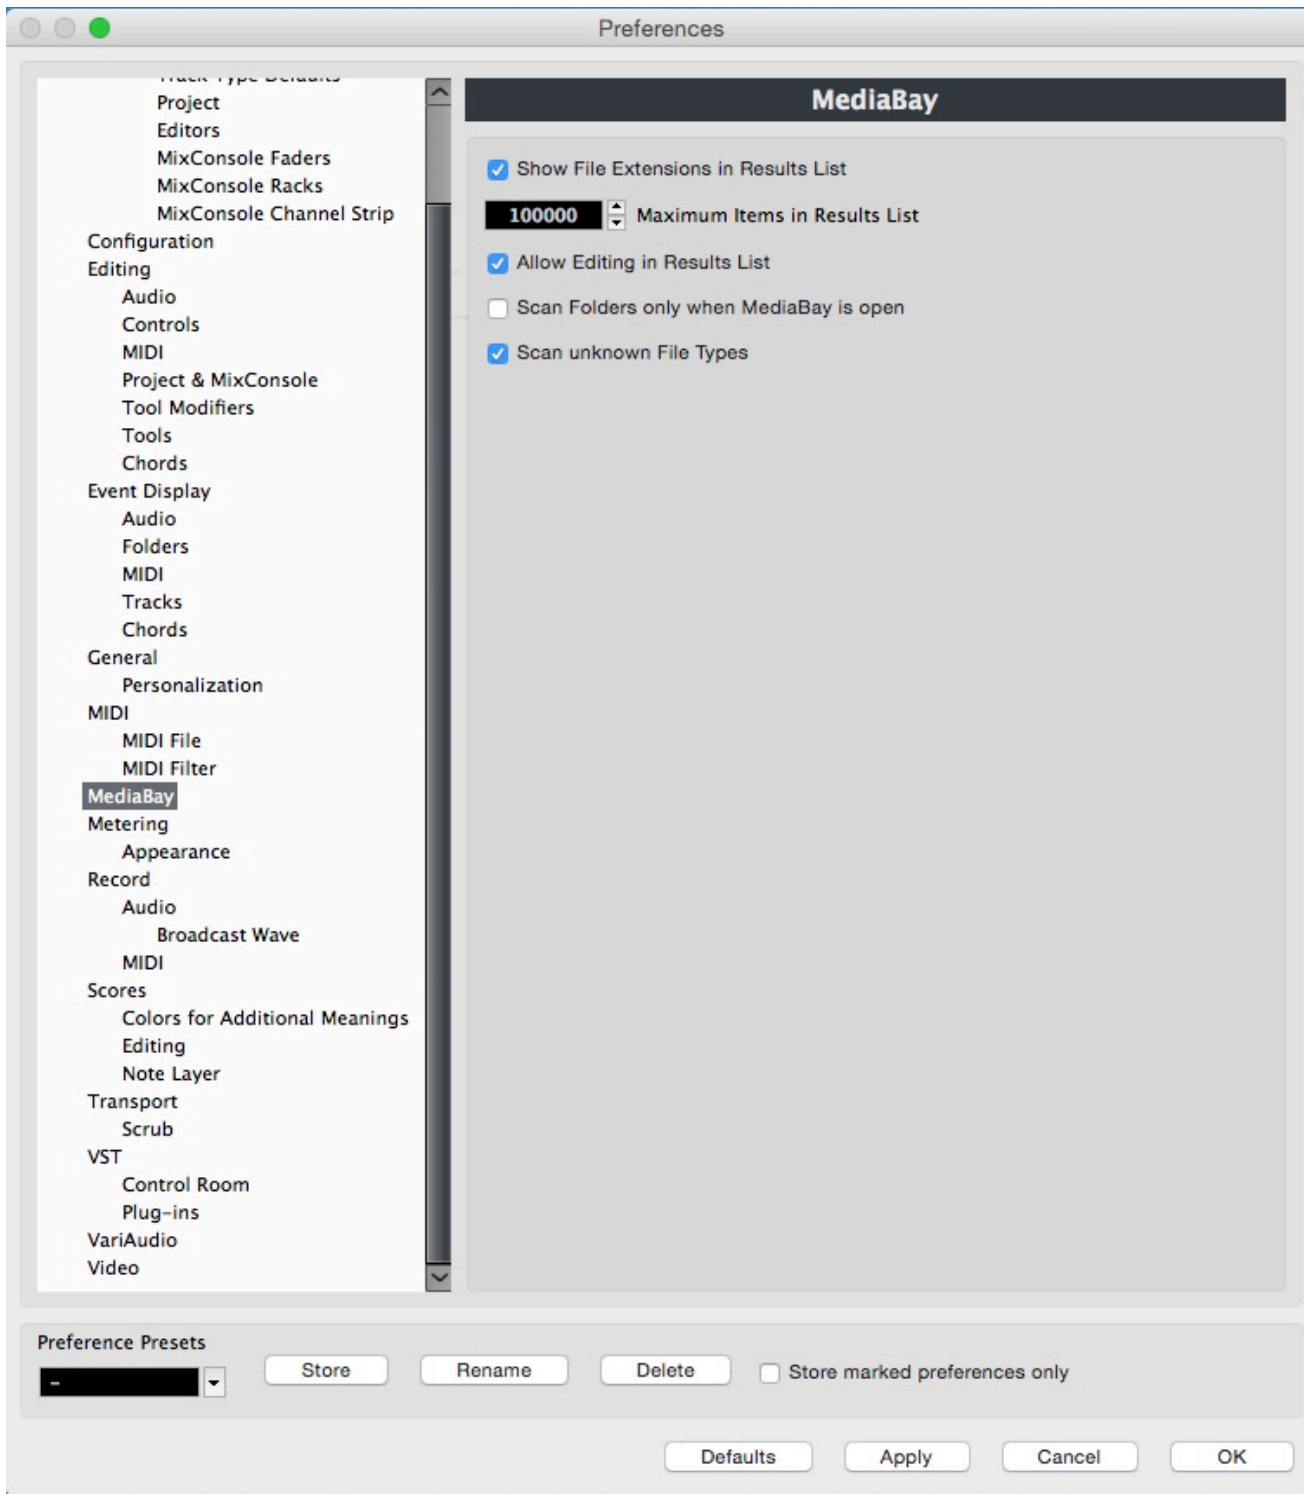 Preferences
Track Type Defaults
Project
Editors
MixConsole Faders
MixConsole Racks
MixConsole Channel Strip
Configuration
Editing
Audio
Controls
MIDI
Project & MixConsole
Tool Modifiers
Tools
Chords
Event Display
Audio
Folders
MIDI
Tracks
Chords
General
Personalization
MIDI
MIDI File
MIDI Filter
MediaBay
Metering
Appearance
Record
Audio
Broadcast Wave
MIDI
Scores
Colors for Additional Meanings
Editing
Note Layer
Transport
Scrub
VST
Control Room
Plug-ins
VariAudio
Video
MediaBay
Show File Extensions in Results List
100000 Maximum Items in Results List
Allow Editing in Results List
Scan Folders only when MediaBay is open
Scan unknown File Types
Preference Presets
- Store Rename Delete Store marked preferences only
Defaults Apply Cancel OK